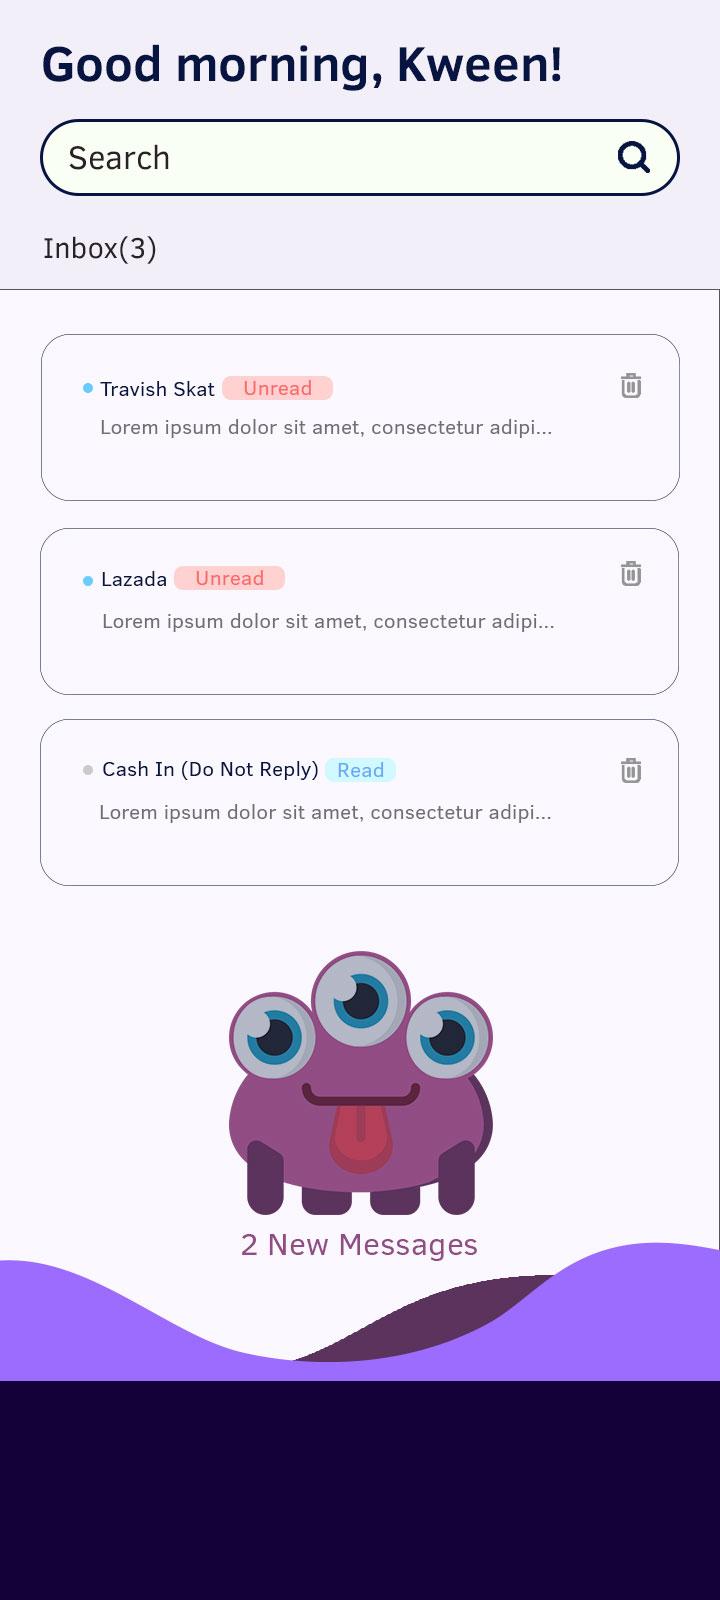 Good morning, Kween!
Search
Inbox(3)
Travish Skat Unread
Lorem ipsum dolor sit amet, consectetur adipi...
Lazada Unread
Lorem ipsum dolor sit amet, consectetur adipi...
Cash In (Do Not Reply) Read
Lorem ipsum dolor sit amet, consectetur adipi...
2 New Messages